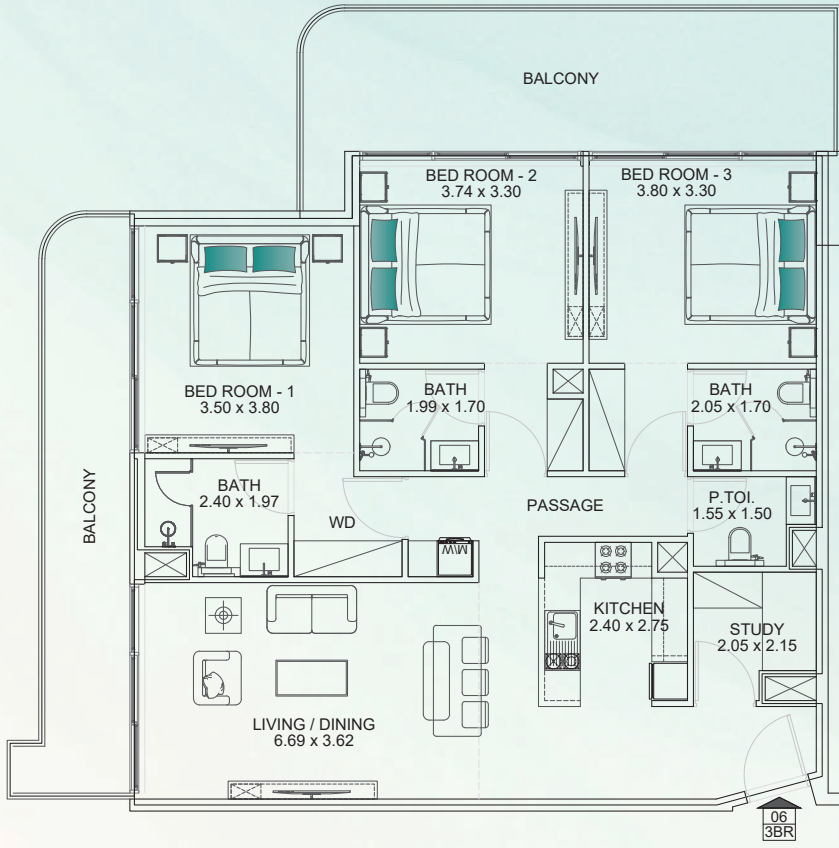 BALCONY
BED ROOM - 2
3.74 x 3.30
BED ROOM - 3
3.80 x 3.30
BED ROOM - 1
3.50 x 3.80
BATH
1.99 x 1.70
BATH
2.05 x 1.70
BALCONY
BATH
2.40 x 1.97
WD
PASSAGE
P.TOI.
1.55 x 1.50
M/W
KITCHEN
2.40 x 2.75
STUDY
2.05 x 2.15
LIVING / DINING
6.69 x 3.62
06
3BR